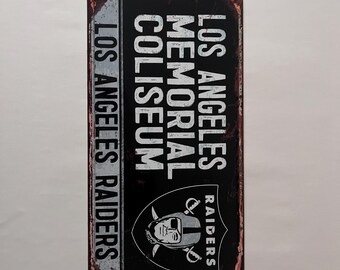 LOS ANGELES
MEMORIAL
COLISEUM
RAIDERS
LOS ANGELES RAIDERS